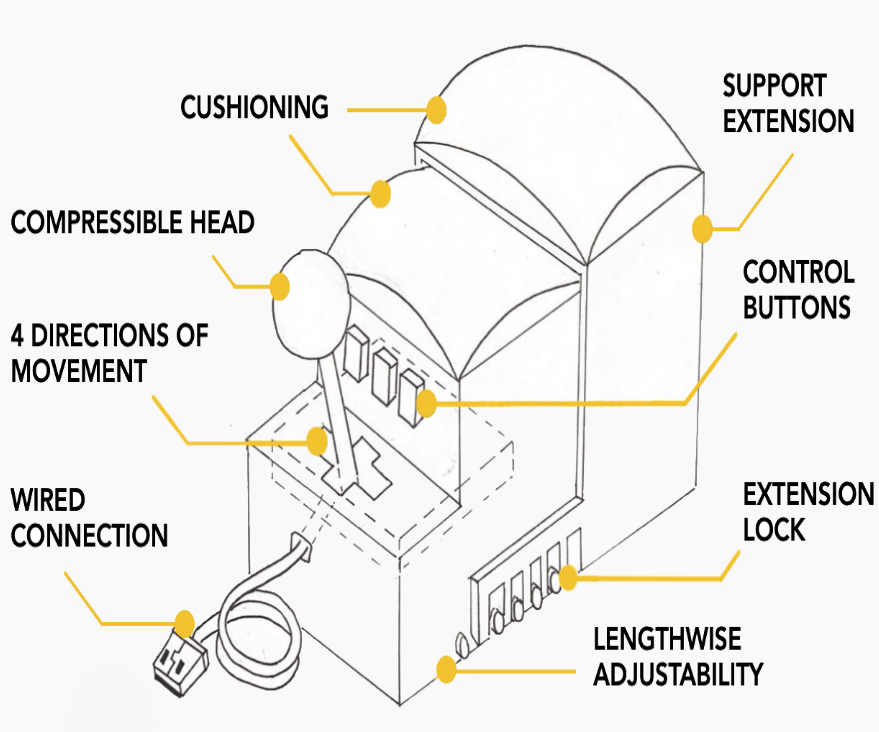 CUSHIONING
SUPPORT
EXTENSION
COMPRESSIBLE HEAD
CONTROL
BUTTONS
4 DIRECTIONS OF
MOVEMENT
WIRED
CONNECTION
EXTENSION
LOCK
LENGTHWISE
ADJUSTABILITY